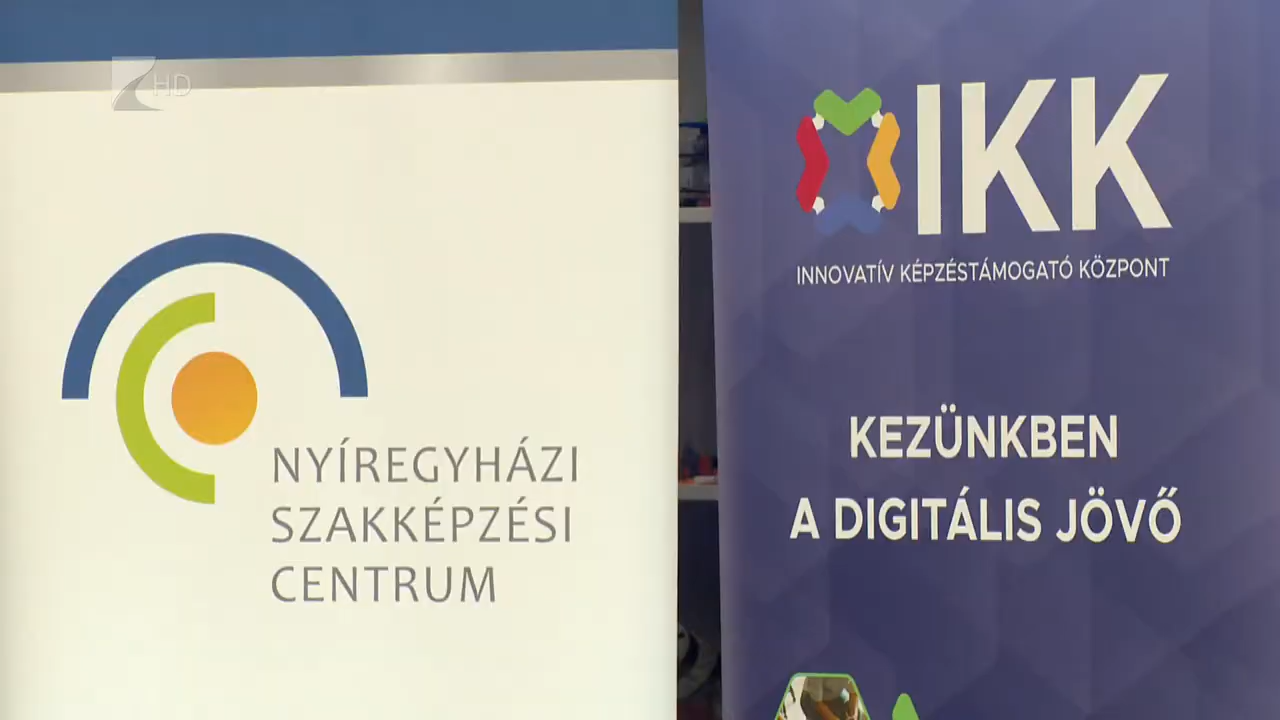 HD
NYÍREGYHÁZI
SZAKKÉPZÉSI
CENTRUM
IKK
INNOVATÍV KÉPZÉSTÁMOGATÓ KÖZPONT
KEZÜNKBEN
A DIGITÁLIS JÖVŐ